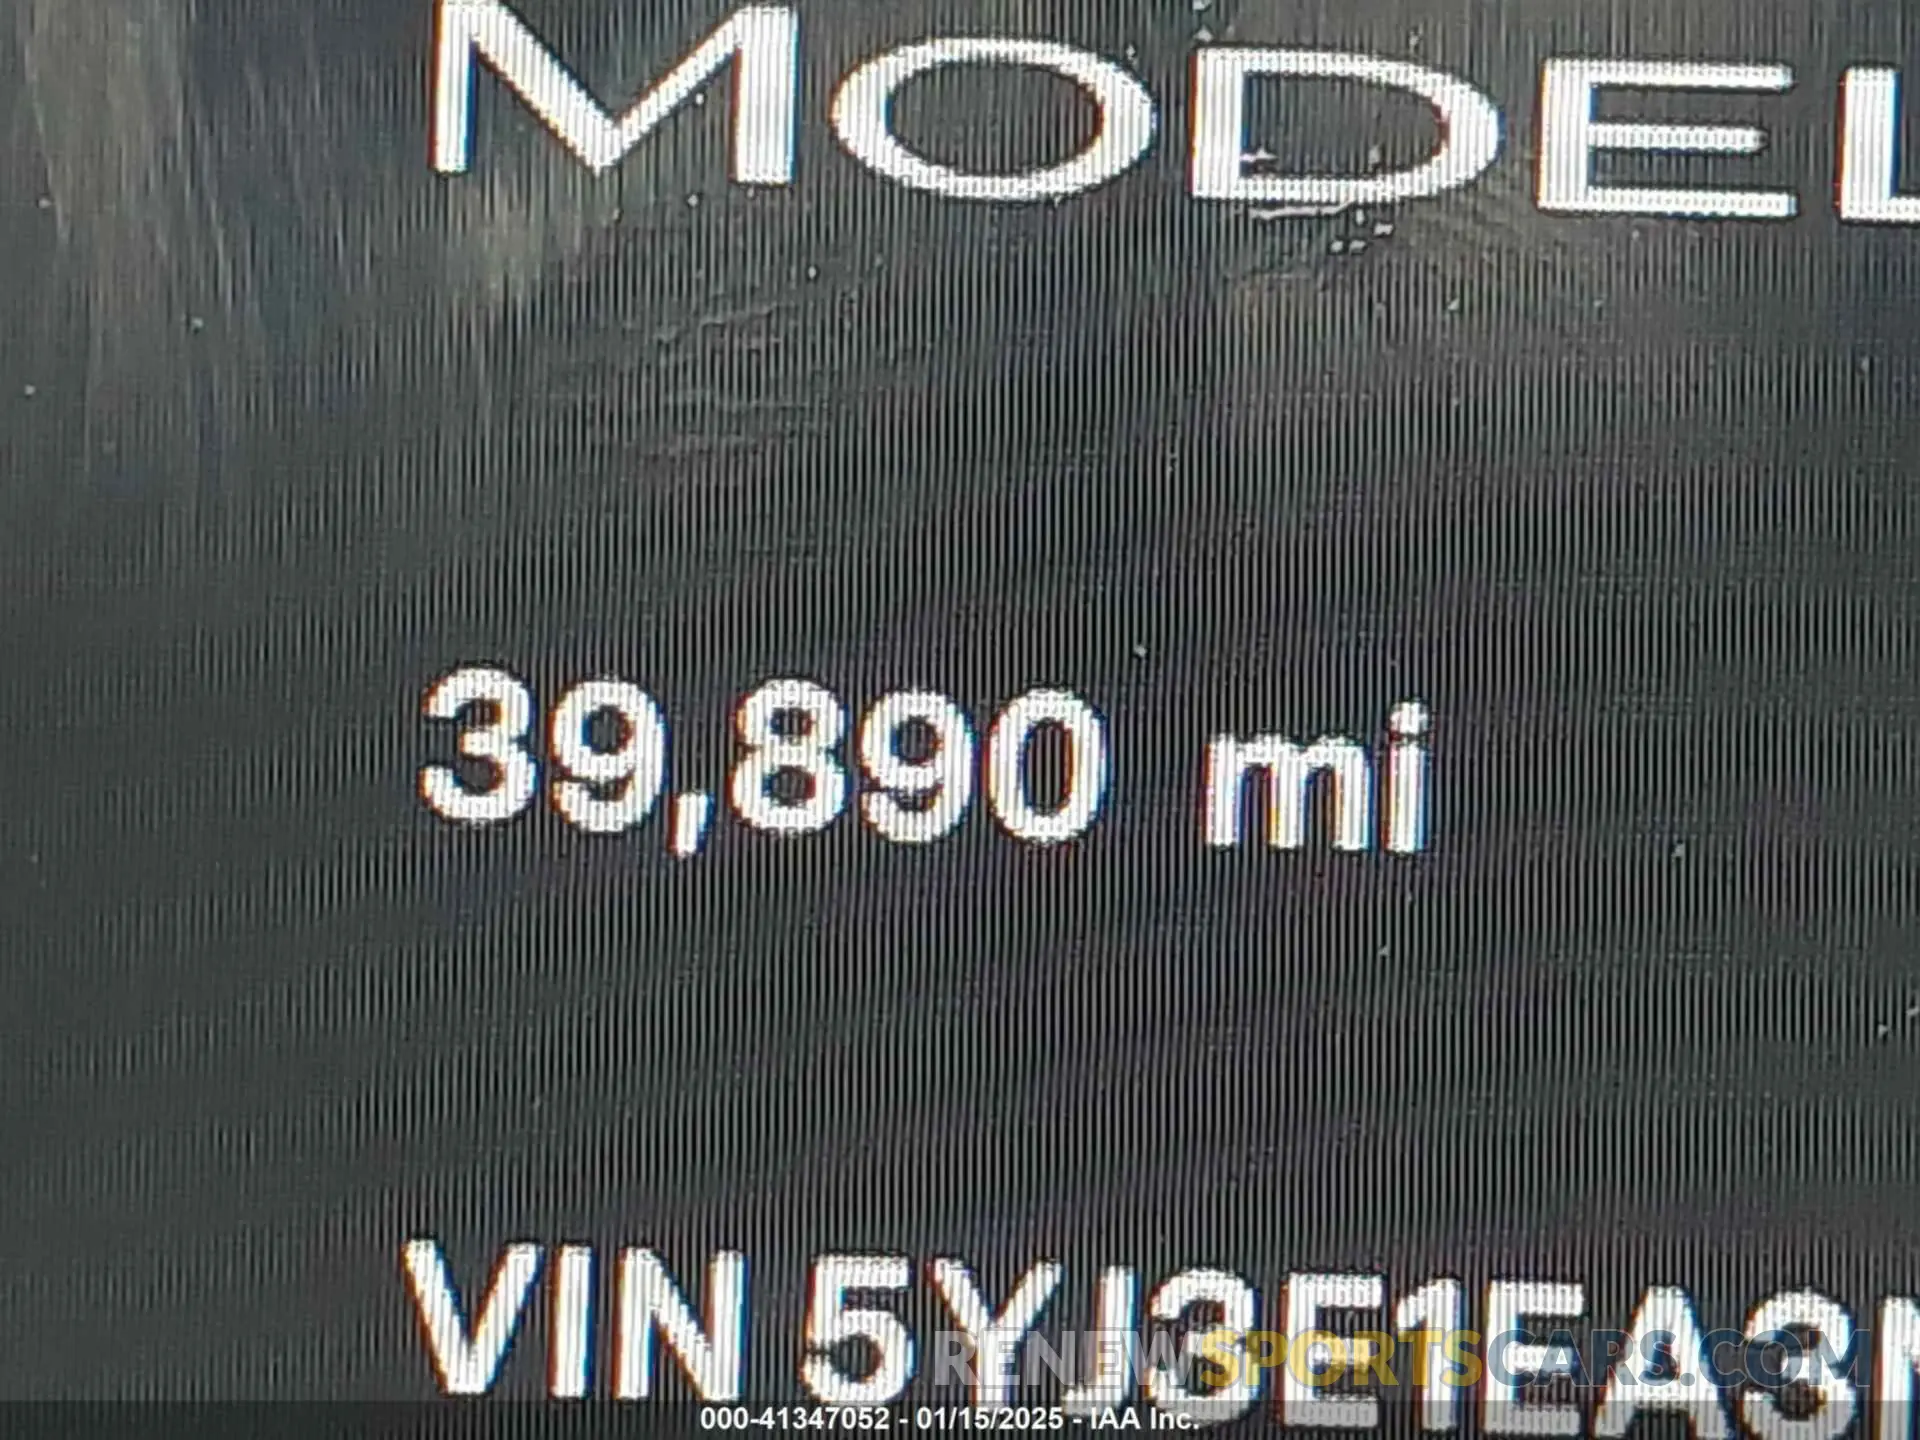 MODEL
39,890 mi
VIN 5YJ3E1EA3
RENEWSPORTSCARS.COM
000-41347052 - 01/15/2025 - IAA Inc.